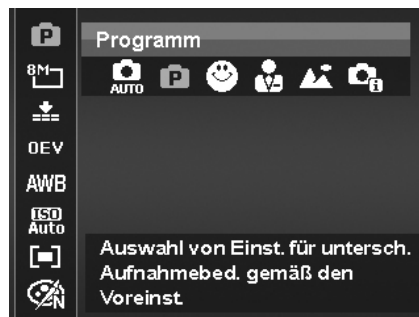 P
Programm
8M
AUTO P
0EV
AWB
ISO
Auto
N
Auswahl von Einst. für untersch.
Aufnahmebed. gemäß den
Voreinst.